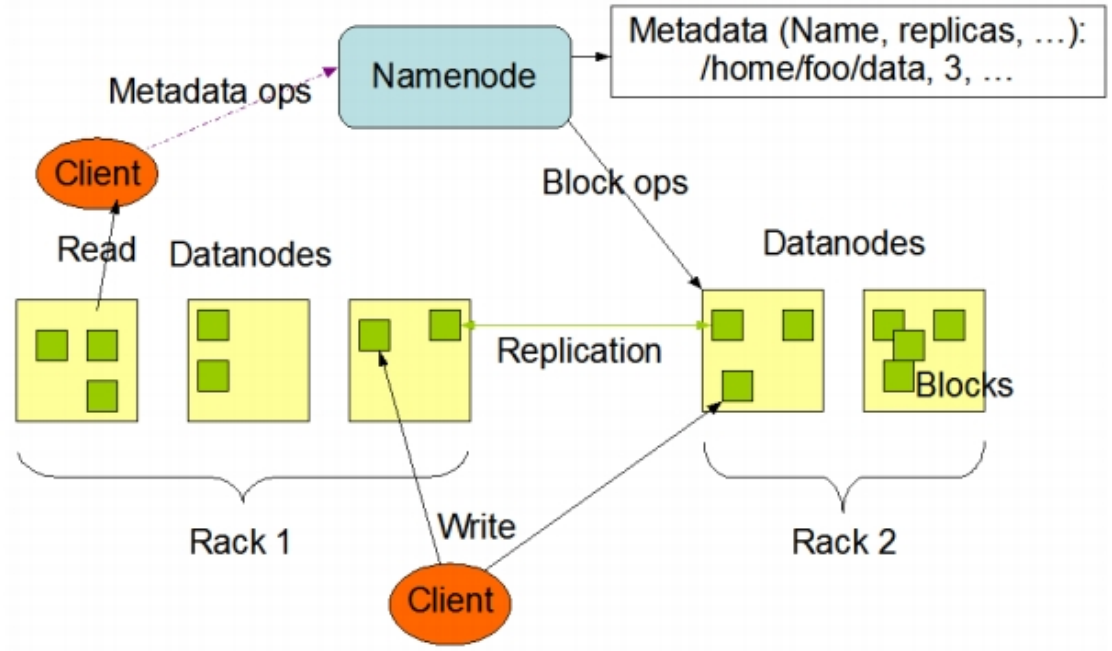 Metadata (Name, replicas, …):
/home/foo/data, 3, …
Namenode
Metadata ops
Client
Block ops
Read
Datanodes
Datanodes
Replication
Blocks
Rack 1
Write
Rack 2
Client